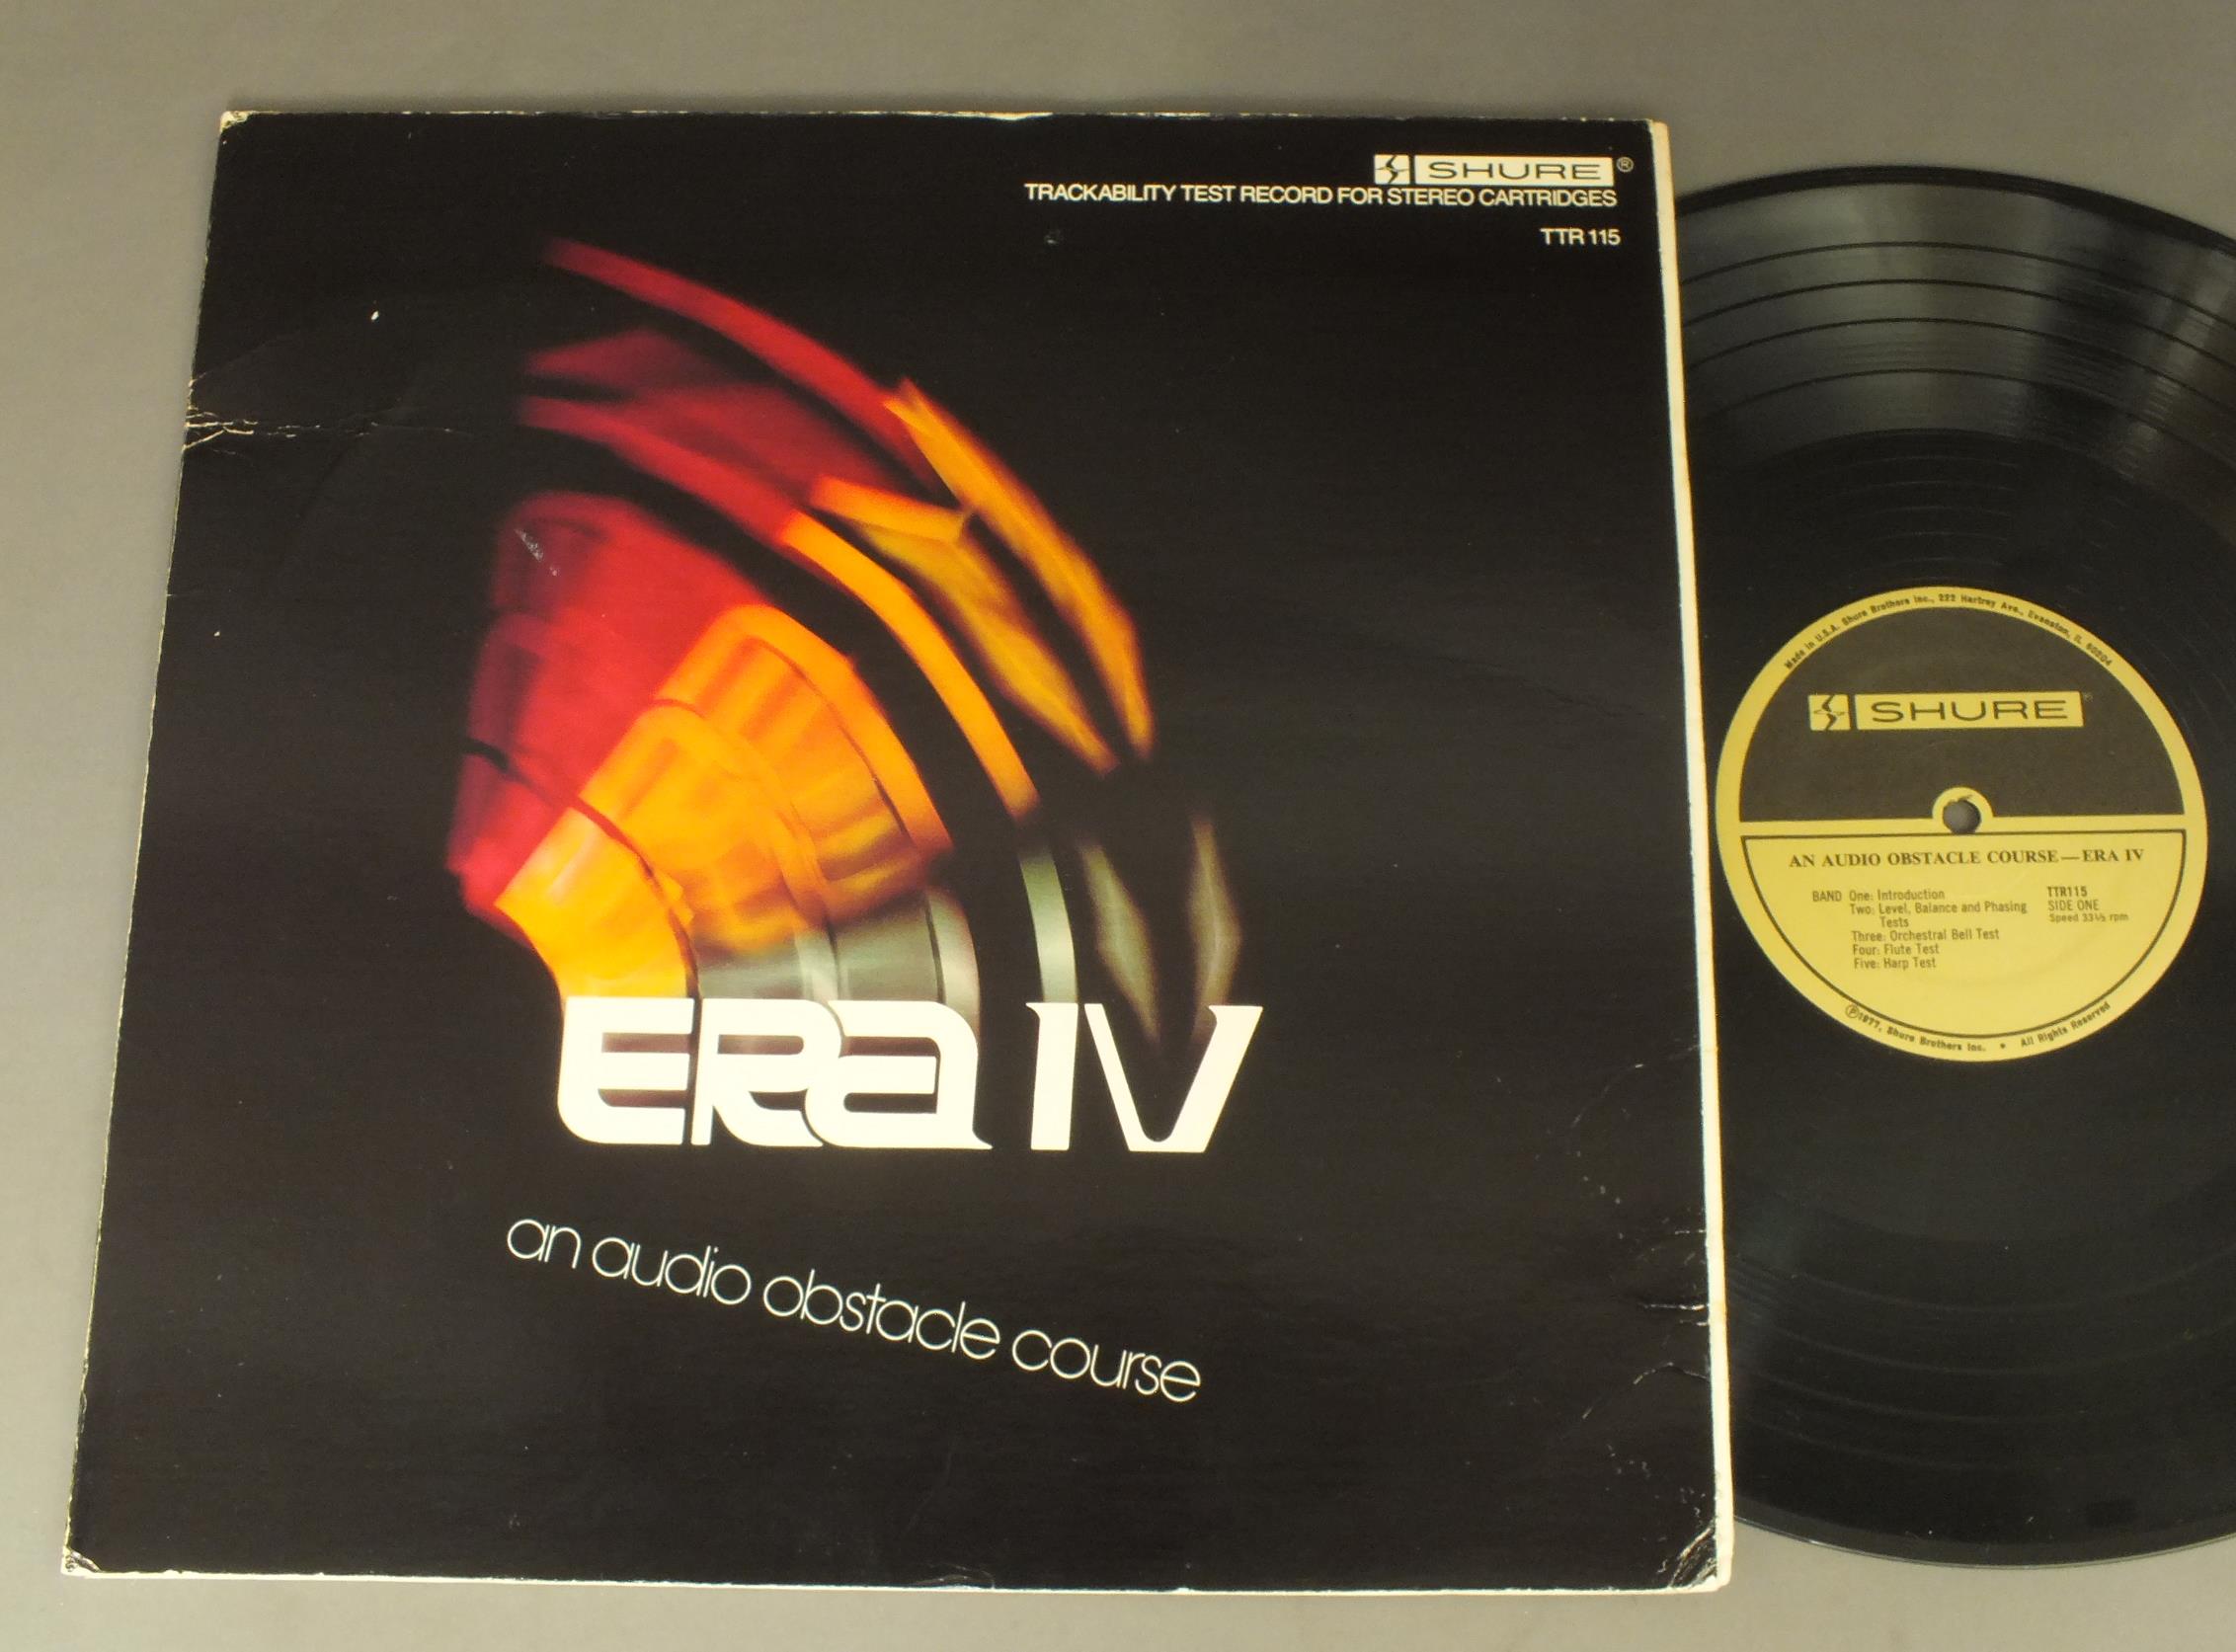 SHURE®
TRACKABILITY TEST RECORD FOR STEREO CARTRIDGES
TTR 115
ERA IV
an audio obstacle course
Made in U.S.A. Shure Brothers Inc., 222 Hartrey Ave., Evanston, IL 60204
SHURE®
AN AUDIO OBSTACLE COURSE—ERA IV
BAND One: Introduction TTR115
Two: Level, Balance and Phasing SIDE ONE
Tests Speed 33⅓ rpm
Three: Orchestral Bell Test
Four: Flute Test
Five: Harp Test
Ⓟ1977, Shure Brothers Inc. • All Rights Reserved